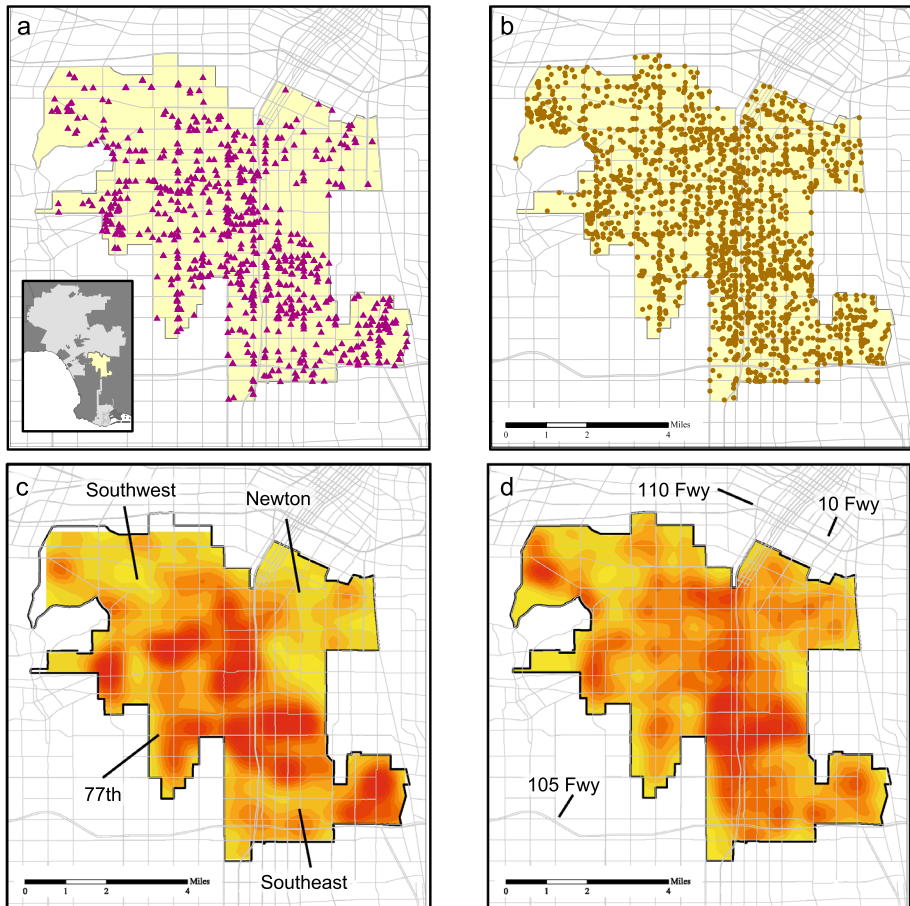 a
b
0 1 2 4 Miles
c
Southwest
Newton
77th
Southeast
0 1 2 4 Miles
d
110 Fwy
10 Fwy
105 Fwy
0 1 2 4 Miles